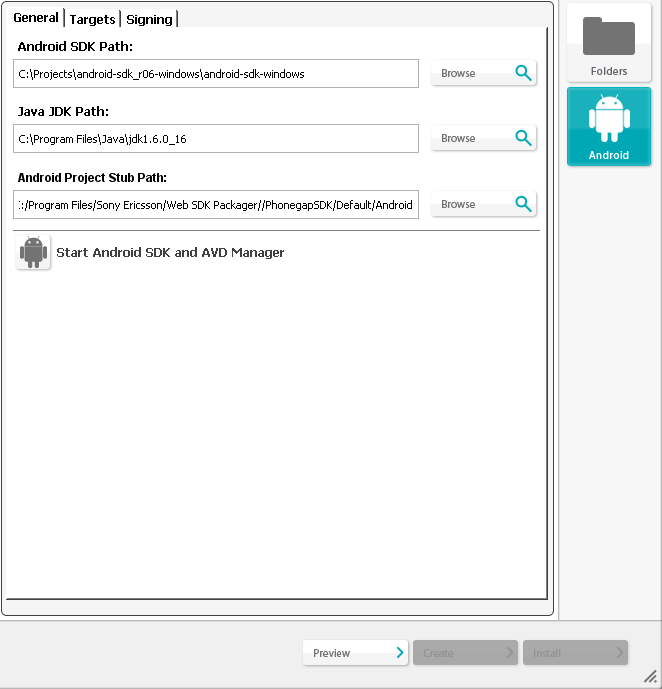 General Targets Signing
Android SDK Path:
C:\Projects\android-sdk_r06-windows\android-sdk-windows Browse
Java JDK Path:
C:\Program Files\Java\jdk1.6.0_16 Browse
Android Project Stub Path:
:/Program Files/Sony Ericsson/Web SDK Packager//PhonegapSDK/Default/Android Browse
Start Android SDK and AVD Manager
Folders
Android
Preview Create Install